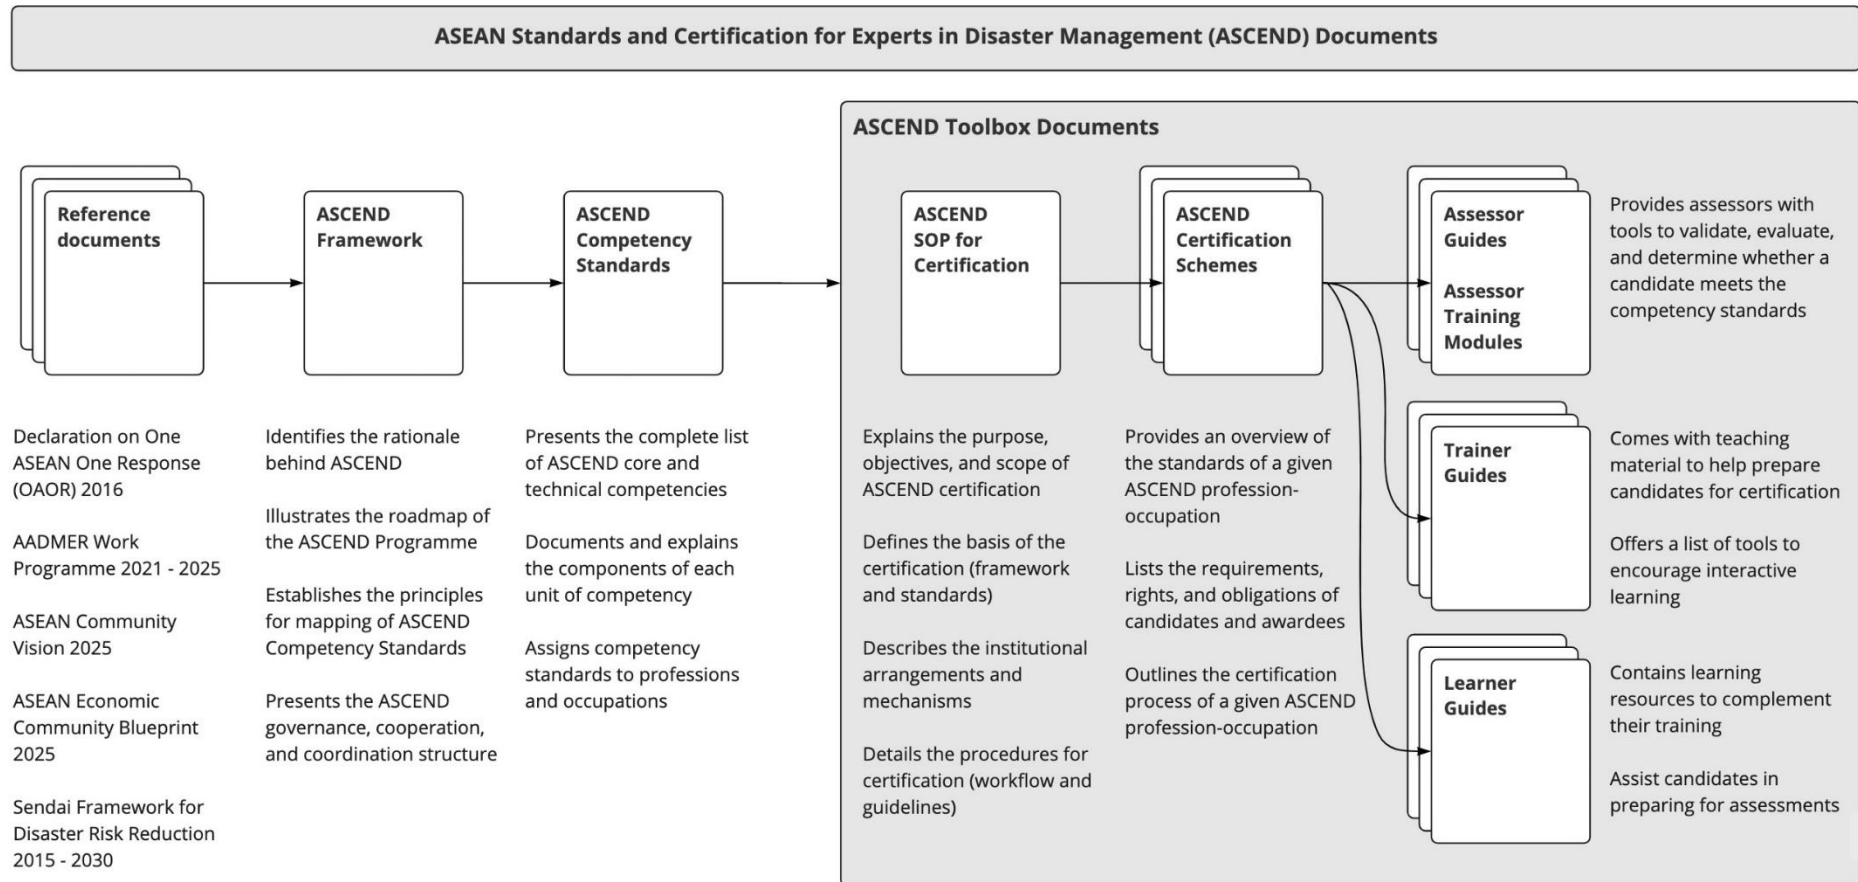 ASEAN Standards and Certification for Experts in Disaster Management (ASCEND) Documents
ASCEND Toolbox Documents
Reference
documents
ASCEND
Framework
ASCEND
Competency
Standards
ASCEND
SOP for
Certification
ASCEND
Certification
Schemes
Assessor
Guides
Assessor
Training
Modules
Provides assessors with
tools to validate, evaluate,
and determine whether a
candidate meets the
competency standards
Declaration on One
ASEAN One Response
(OAOR) 2016
AADMER Work
Programme 2021 - 2025
ASEAN Community
Vision 2025
ASEAN Economic
Community Blueprint
2025
Sendai Framework for
Disaster Risk Reduction
2015 - 2030
Identifies the rationale
behind ASCEND
Illustrates the roadmap of
the ASCEND Programme
Establishes the principles
for mapping of ASCEND
Competency Standards
Presents the ASCEND
governance, cooperation,
and coordination structure
Presents the complete list
of ASCEND core and
technical competencies
Documents and explains
the components of each
unit of competency
Assigns competency
standards to professions
and occupations
Explains the purpose,
objectives, and scope of
ASCEND certification
Defines the basis of the
certification (framework
and standards)
Describes the institutional
arrangements and
mechanisms
Details the procedures for
certification (workflow and
guidelines)
Provides an overview of
the standards of a given
ASCEND profession-
occupation
Lists the requirements,
rights, and obligations of
candidates and awardees
Outlines the certification
process of a given ASCEND
profession-occupation
Trainer
Guides
Comes with teaching
material to help prepare
candidates for certification
Offers a list of tools to
encourage interactive
learning
Learner
Guides
Contains learning
resources to complement
their training
Assist candidates in
preparing for assessments